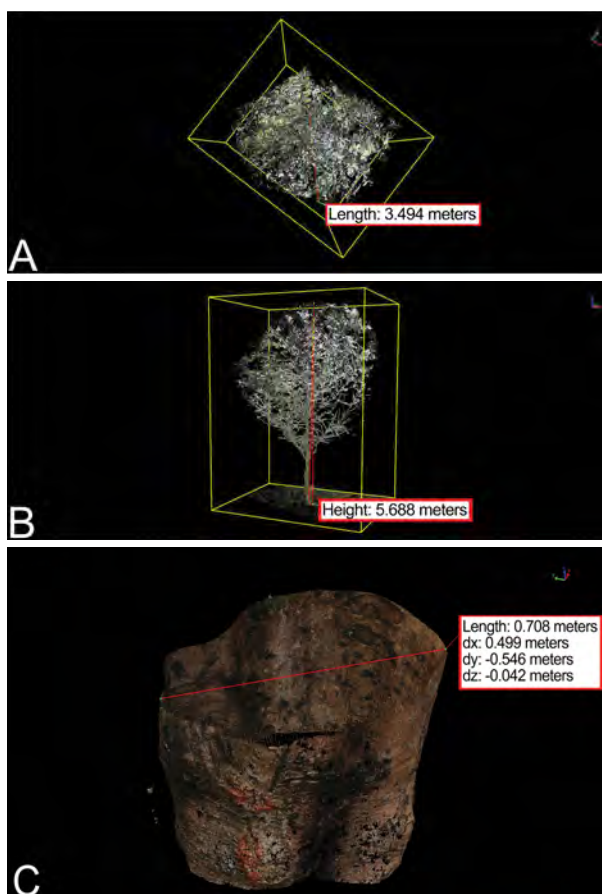 Length: 3.494 meters
A
Height: 5.688 meters
B
Length: 0.708 meters
dx: 0.499 meters
dy: -0.546 meters
dz: -0.042 meters
C